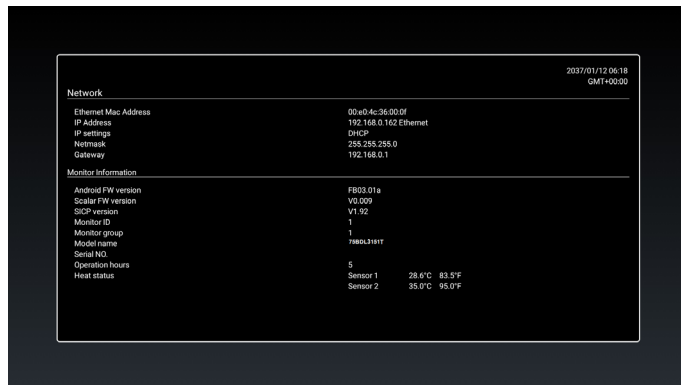 2037/01/12 06:18
GMT+00:00
Network
Ethernet Mac Address 00:e0:4c:36:00:0f
IP Address 192.168.0.162 Ethernet
IP settings DHCP
Netmask 255.255.255.0
Gateway 192.168.0.1
Monitor Information
Android FW version FB03.01a
Scalar FW version V0.009
SICP version V1.92
Monitor ID 1
Monitor group 1
Model name 75BDL3151T
Serial NO.
Operation hours 5
Heat status Sensor 1 28.6°C 83.5°F
Sensor 2 35.0°C 95.0°F